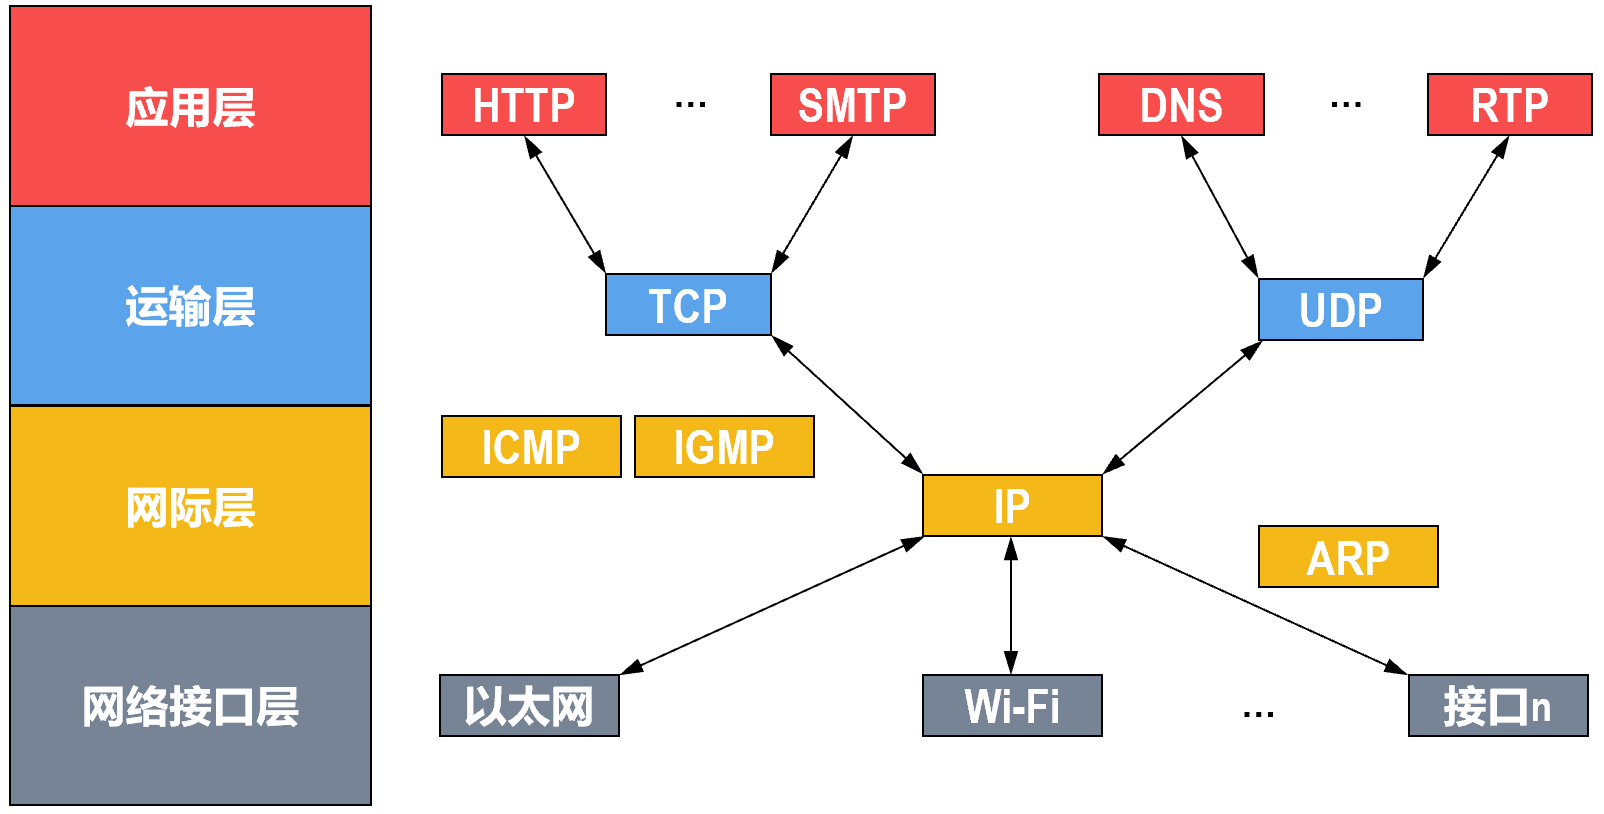 应用层
HTTP
...
SMTP
DNS
...
RTP
运输层
TCP
UDP
网际层
ICMP
IGMP
IP
ARP
网络接口层
以太网
Wi-Fi
...
接口n